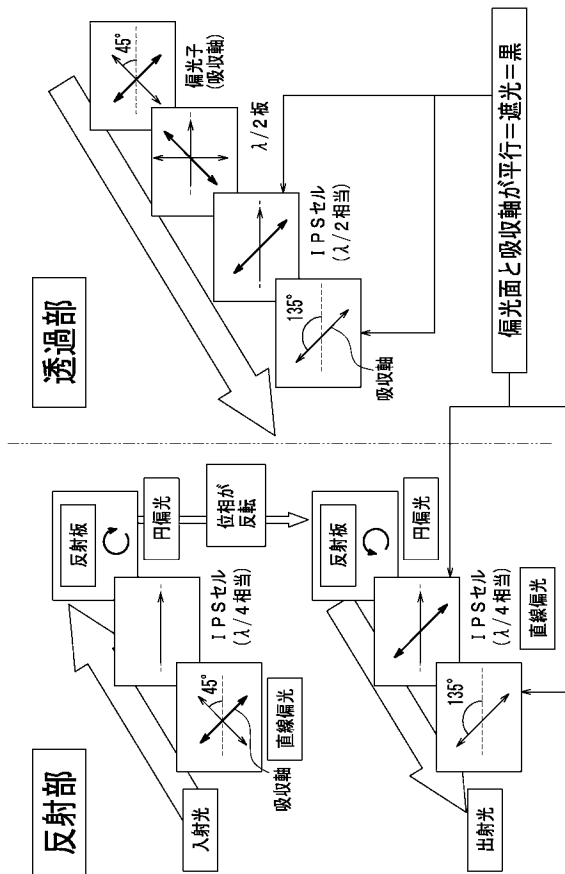 反射部
入射光
45°
吸収軸
直線偏光
IPSセル
(λ/4相当)
反射板
円偏光
位相が
反転
反射板
円偏光
IPSセル
(λ/4相当)
直線偏光
135°
出射光
透過部
45°
偏光子
(吸収軸)
λ/2板
IPSセル
(λ/2相当)
135°
吸収軸
偏光面と吸収軸が平行=遮光=黒